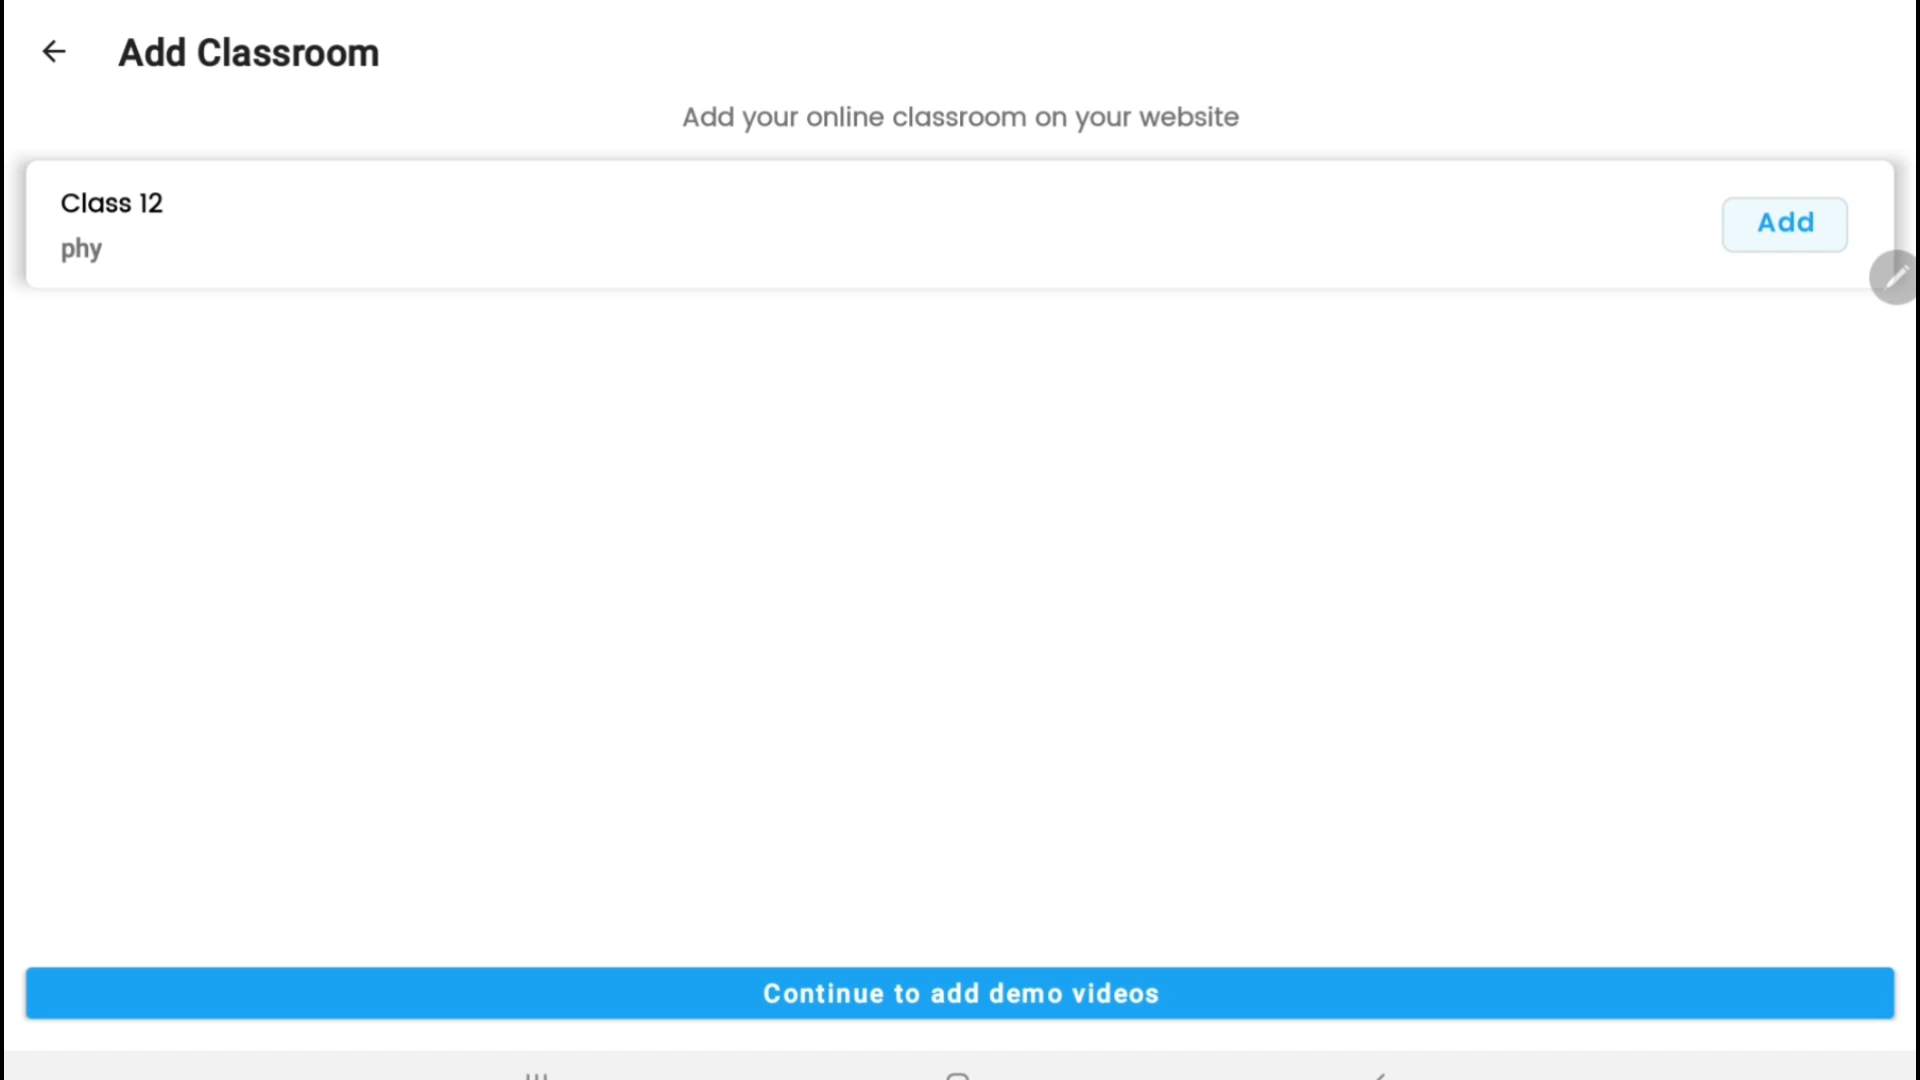 Add Classroom
Add your online classroom on your website
Class 12
phy
Add
Continue to add demo videos